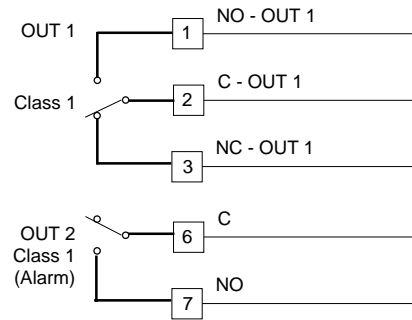 OUT 1
1
NO - OUT 1
Class 1
2
C - OUT 1
3
NC - OUT 1
OUT 2
Class 1
(Alarm)
6
C
7
NO